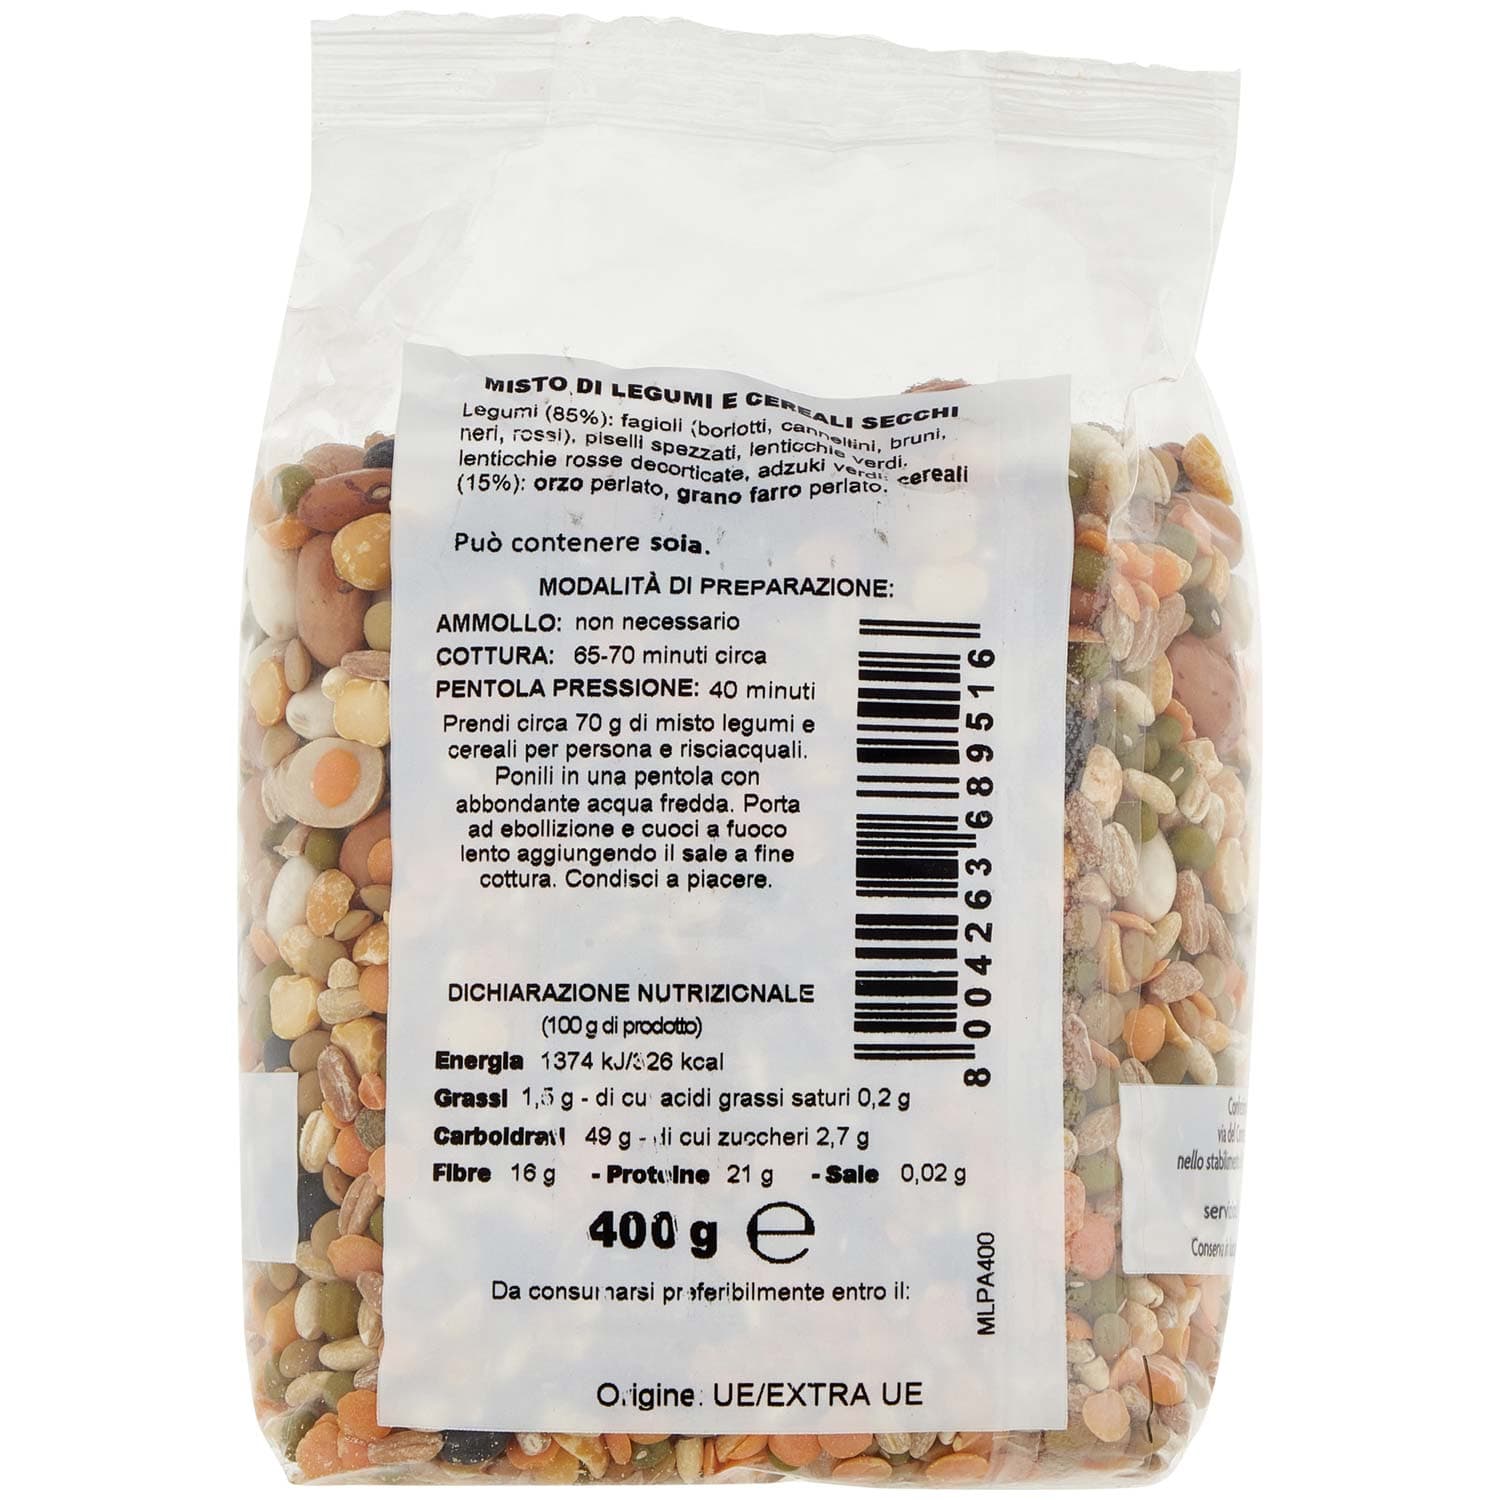 MISTO DI LEGUMI E CEREALI SECCHI
Legumi (85%): fagioli (borlotti, cannellini, bruni,
neri, rossi), piselli spezzati, lenticchie verdi,
lenticchie rosse decorticate, adzuki verdi; cereali
(15%): orzo perlato, grano farro perlato.
Può contenere soia.
MODALITÀ DI PREPARAZIONE:
AMMOLLO: non necessario
COTTURA: 65-70 minuti circa
PENTOLA PRESSIONE: 40 minuti
Prendi circa 70 g di misto legumi e
cereali per persona e risciacquali.
Ponili in una pentola con
abbondante acqua fredda. Porta
ad ebollizione e cuoci a fuoco
lento aggiungendo il sale a fine
cottura. Condisci a piacere.
8004263689516
DICHIARAZIONE NUTRIZIONALE
(100 g di prodotto)
Energia 1374 kJ/326 kcal
Grassi 1,5 g - di cui acidi grassi saturi 0,2 g
Carboidrati 49 g - di cui zuccheri 2,7 g
Fibre 16 g - Proteine 21 g - Sale 0,02 g
400 g ℮
Da consumarsi preferibilmente entro il:
MLPA400
Origine: UE/EXTRA UE
via del
nello